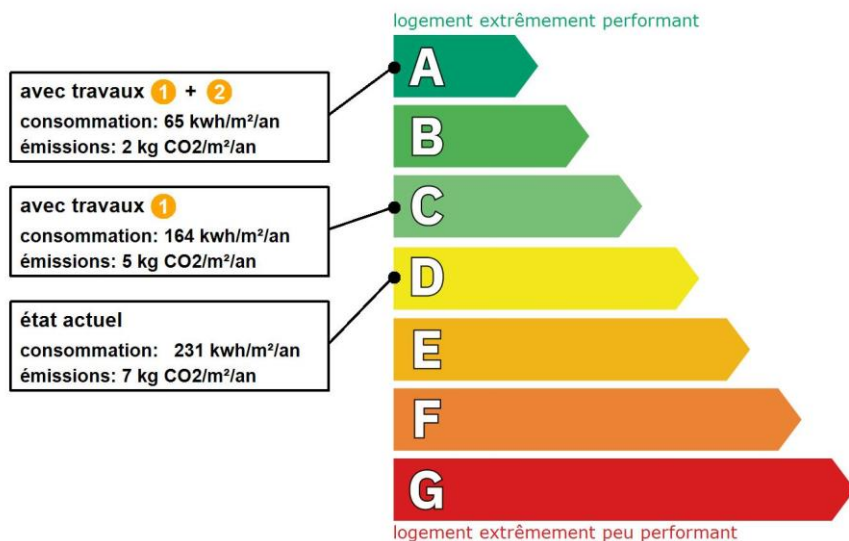 logement extrêmement performant
A
avec travaux 1 + 2
consommation: 65 kwh/m²/an
émissions: 2 kg CO2/m²/an
B
avec travaux 1
consommation: 164 kwh/m²/an
émissions: 5 kg CO2/m²/an
C
D
état actuel
consommation: 231 kwh/m²/an
émissions: 7 kg CO2/m²/an
E
F
G
logement extrêmement peu performant